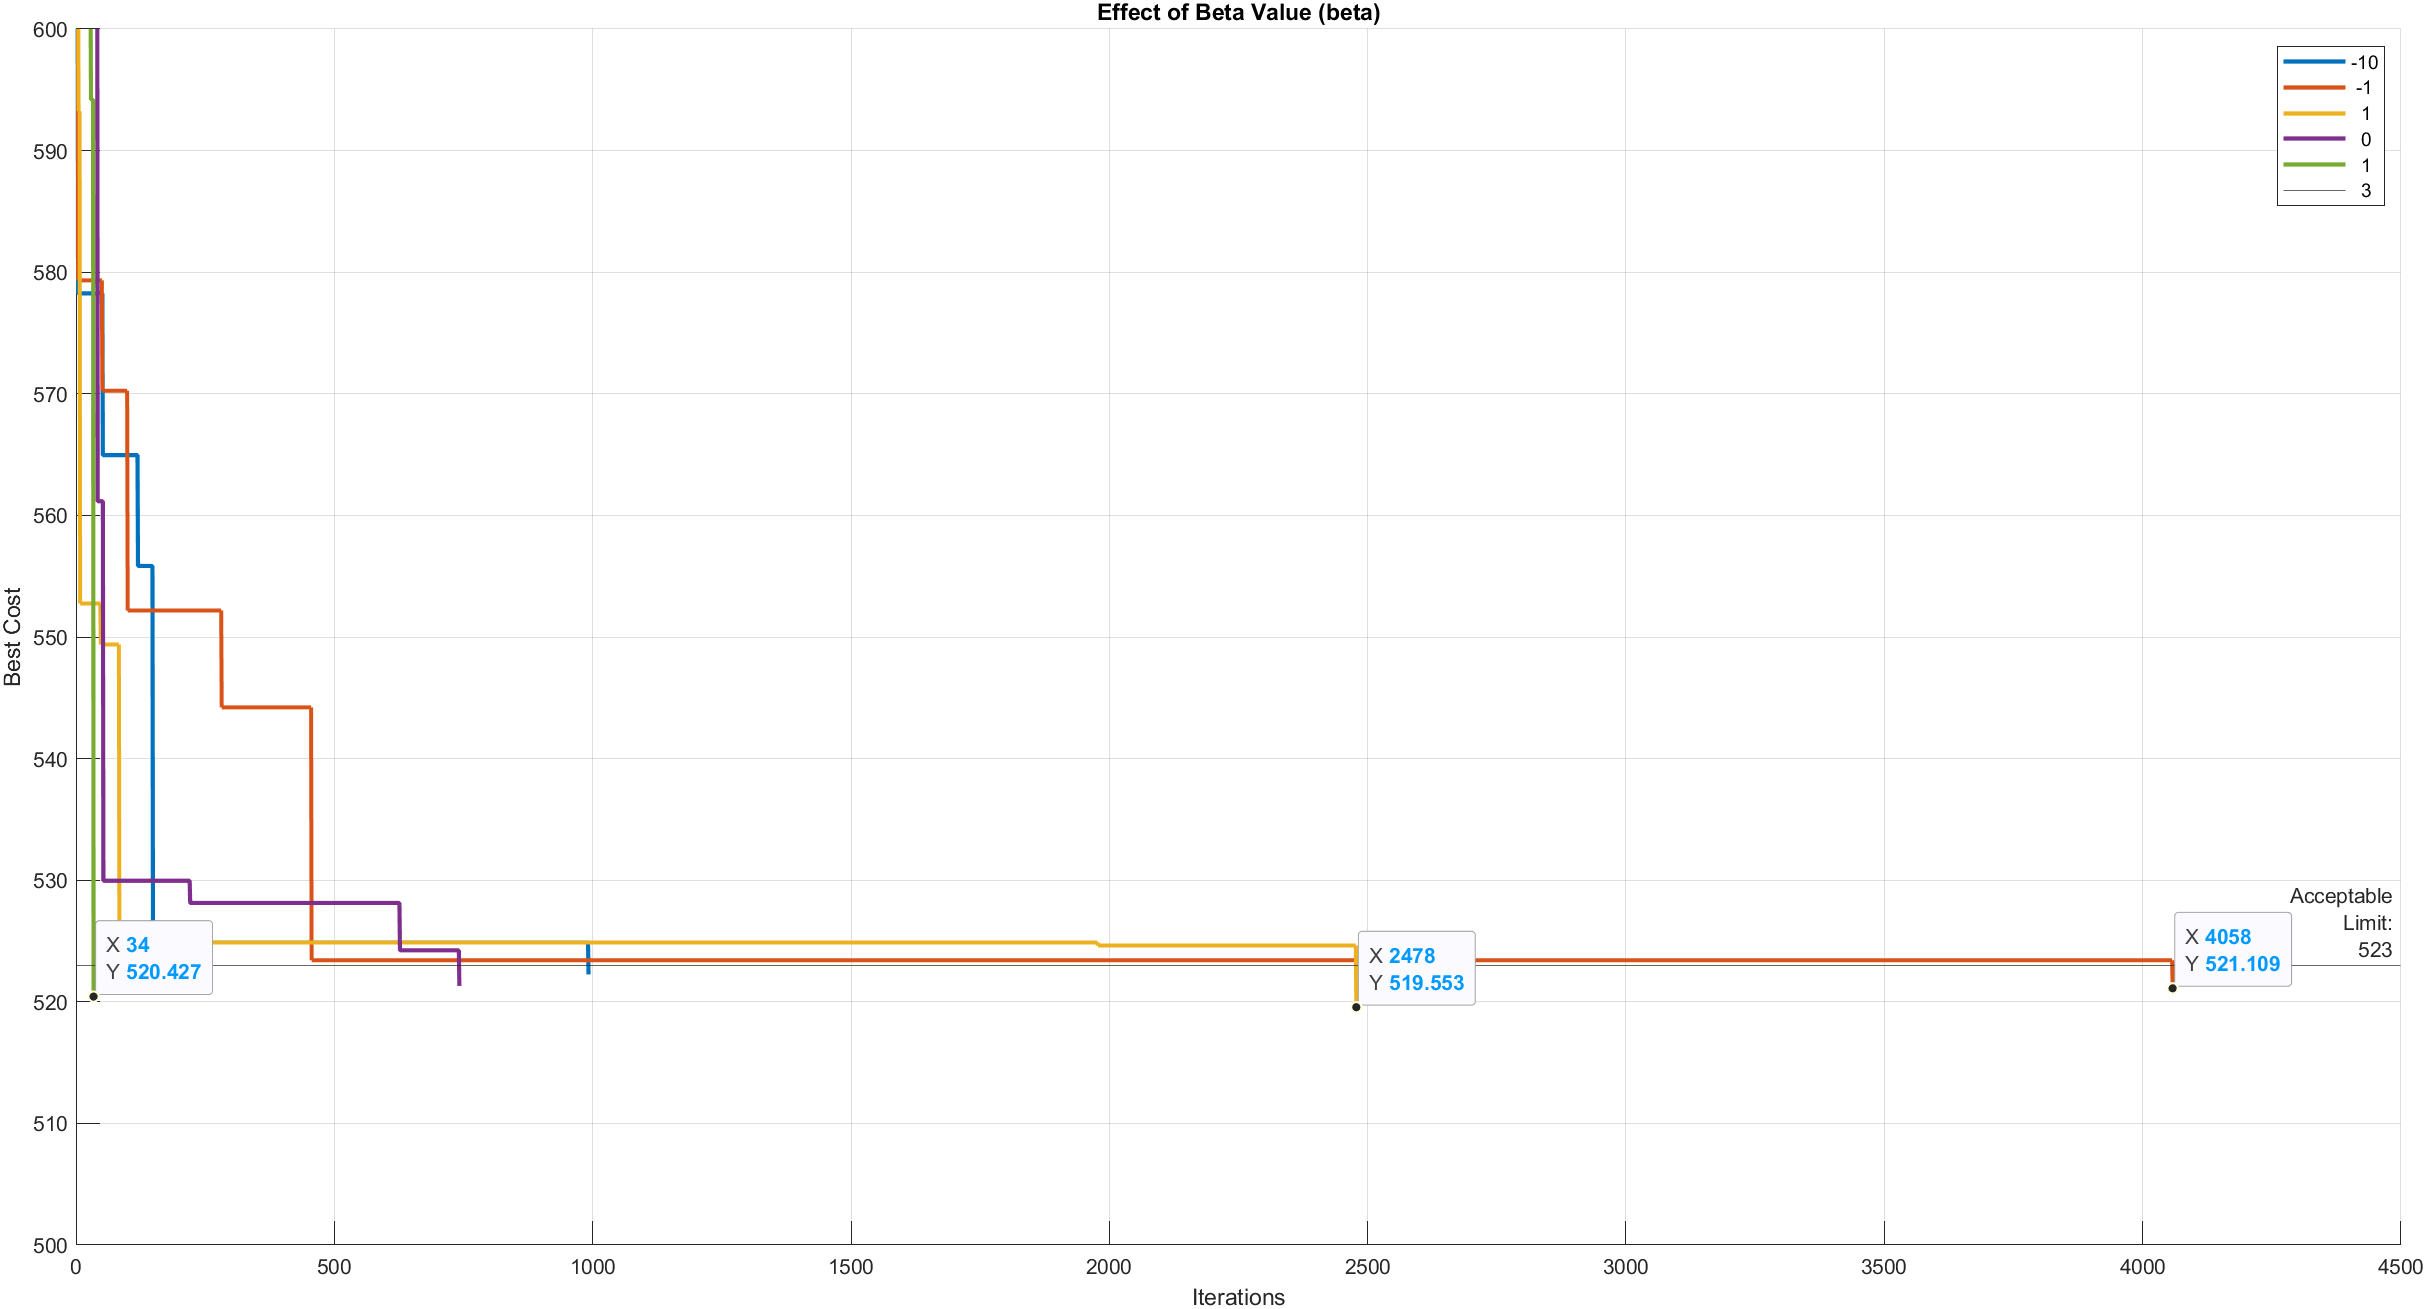 Effect of Beta Value (beta)
600
590
580
570
560
550
540
530
520
510
500
Best Cost
-10
-1
1
0
1
3
X 34
Y 520.427
X 2478
Y 519.553
X 4058
Y 521.109
Acceptable
Limit:
523
0
500
1000
1500
2000
2500
3000
3500
4000
4500
Iterations